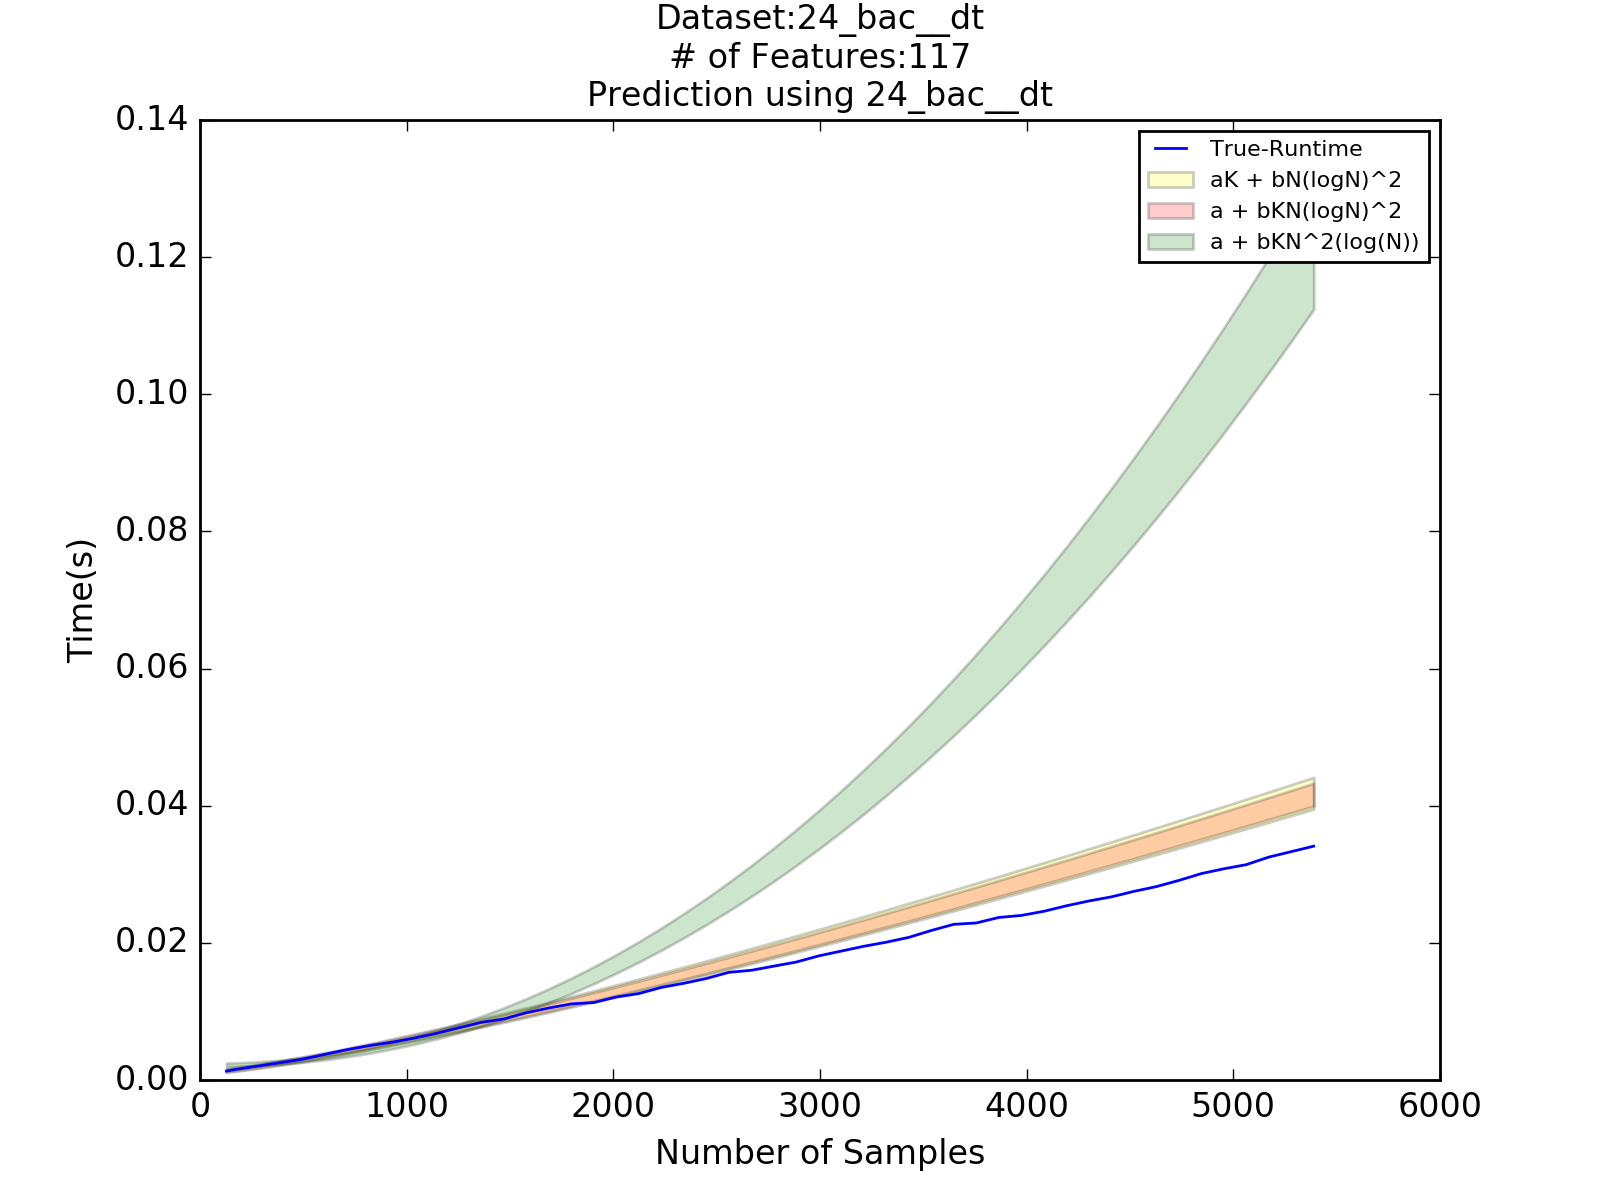 Dataset:24_bac__dt
# of Features:117
Prediction using 24_bac__dt
0.14
0.12
0.10
0.08
0.06
0.04
0.02
0.00
Time(s)
True-Runtime
aK + bN(logN)^2
a + bKN(logN)^2
a + bKN^2(log(N))
0 1000 2000 3000 4000 5000 6000
Number of Samples